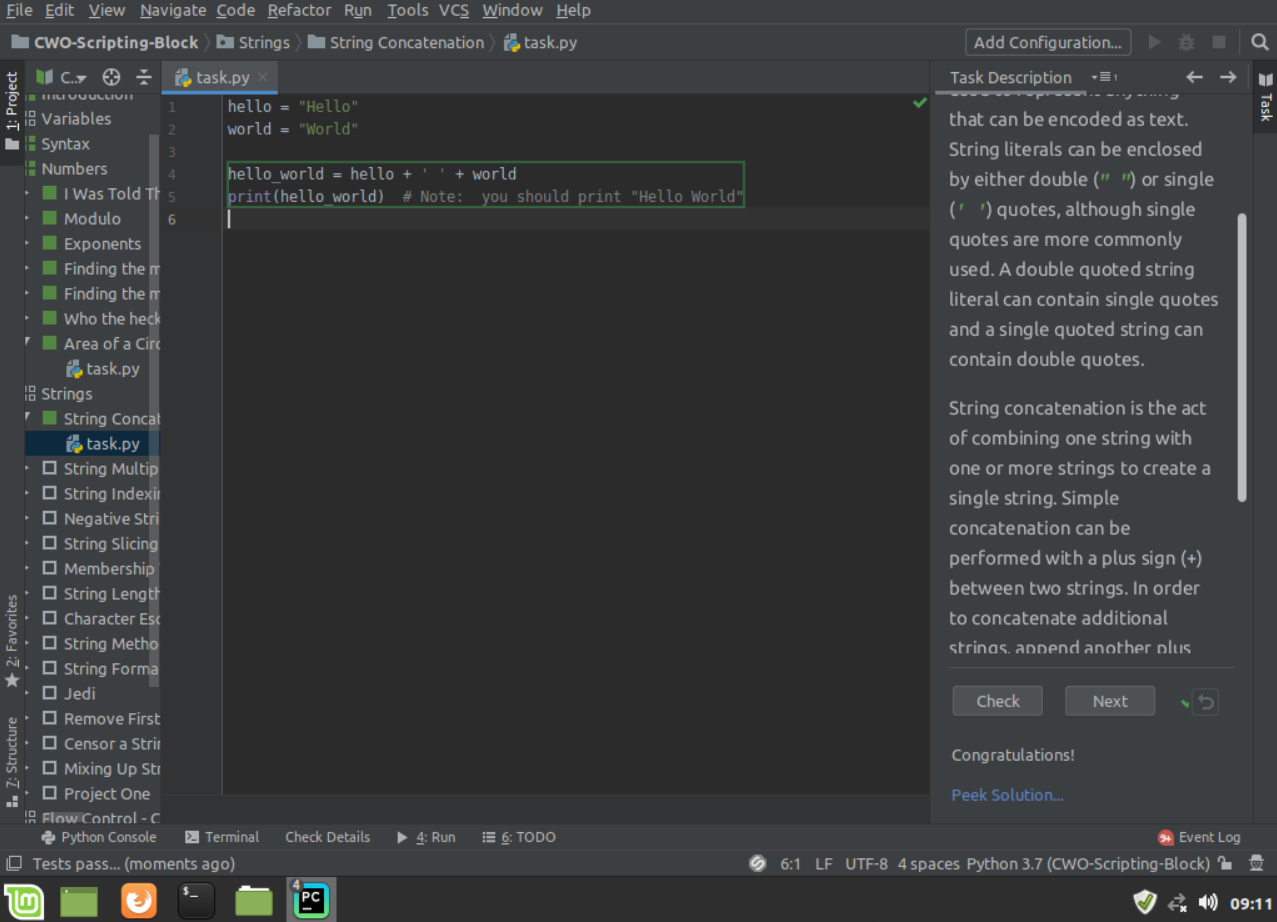 File Edit View Navigate Code Refactor Run Tools VCS Window Help
CWO-Scripting-Block Strings String Concatenation task.py Add Configuration...
1: Project
C..
task.py
Introduction
Variables
Syntax
Numbers
I Was Told Th
Modulo
Exponents
Finding the m
Finding the m
Who the heck
Area of a Circ
task.py
Strings
String Concat
task.py
String Multip
String Indexin
Negative Stri
String Slicing
Membership
String Length
Character Esc
String Metho
String Forma
Jedi
Remove First
Censor a Strin
Mixing Up Str
Project One
Flow Control - C
2: Favorites
7: Structure
1 hello = "Hello"
2 world = "World"
3
4 hello_world = hello + ' ' + world
5 print(hello_world)  # Note:  you should print "Hello World"
6
Task Description 1
Task
used to represent anything
that can be encoded as text.
String literals can be enclosed
by either double (" ") or single
(' ') quotes, although single
quotes are more commonly
used. A double quoted string
literal can contain single quotes
and a single quoted string can
contain double quotes.
String concatenation is the act
of combining one string with
one or more strings to create a
single string. Simple
concatenation can be
performed with a plus sign (+)
between two strings. In order
to concatenate additional
strings, append another plus
Check Next
Congratulations!
Peek Solution...
Python Console Terminal Check Details 4: Run 6: TODO 9+ Event Log
Tests pass... (moments ago) 6:1 LF UTF-8 4 spaces Python 3.7 (CWO-Scripting-Block)
$_ 4 PC 09:11